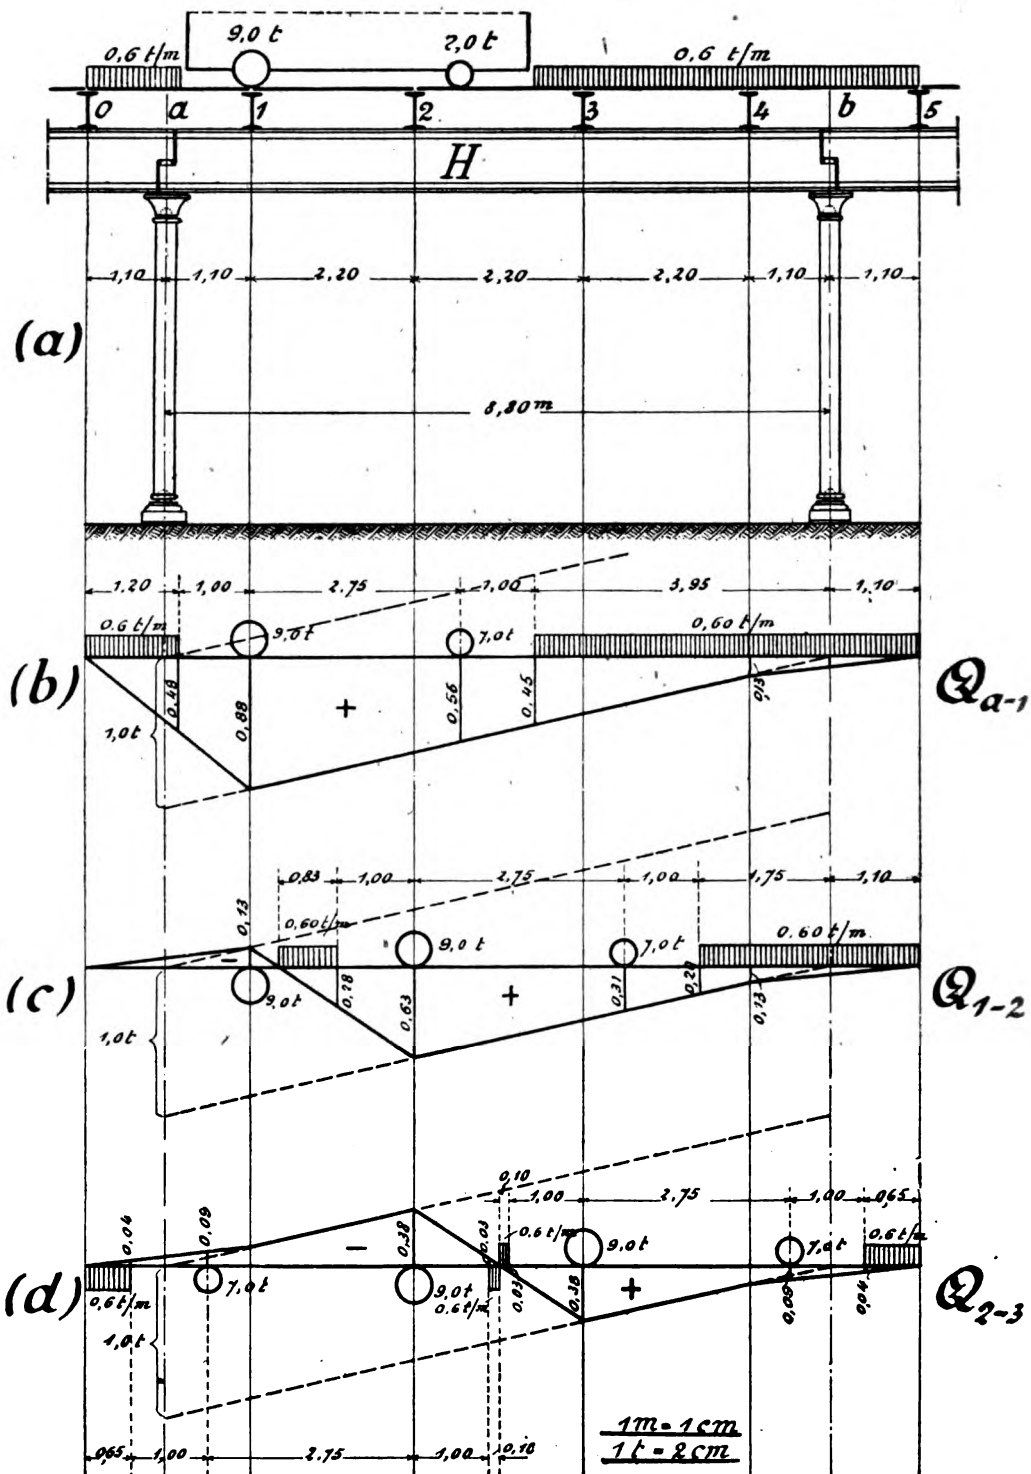 9,0 t 7,0 t
0,6 t/m 0,6 t/m
0 a 1 2 3 4 b 5
H
1,10 1,10 2,20 2,20 2,20 1,10 1,10
(a)
8,80 m
1.20 1,00 2.75 1,00 3,95 1,10
0.6 t/m 9,0 t 7,0 t 0,60 t/m
(b) 1,0 t 0,48 0,88 + 0,56 0,45 0,13 Qa-1
0,83 1,00 2,75 1,00 1,75 1,10
0,13 0,60 t/m 9,0 t 7,0 t 0.60 t/m
(c) 1,0 t - 9,0 t 0,28 0,63 + 0,31 0,20 0,13 Q1-2
0,10
1,00 2,75 1,00 0,65
0,04 0,09 0,38 0,03 0,6 t/m 9,0 t 7,0 t 0,6 t/m
(d) - + Q2-3
0.6 t/m 7,0 t 9,0 t 0.6 t/m 0,03 0,38 0,09 0,04
1,0 t
1m = 1cm
1t = 2cm
0,65 1,00 2.75 1,00 0,10